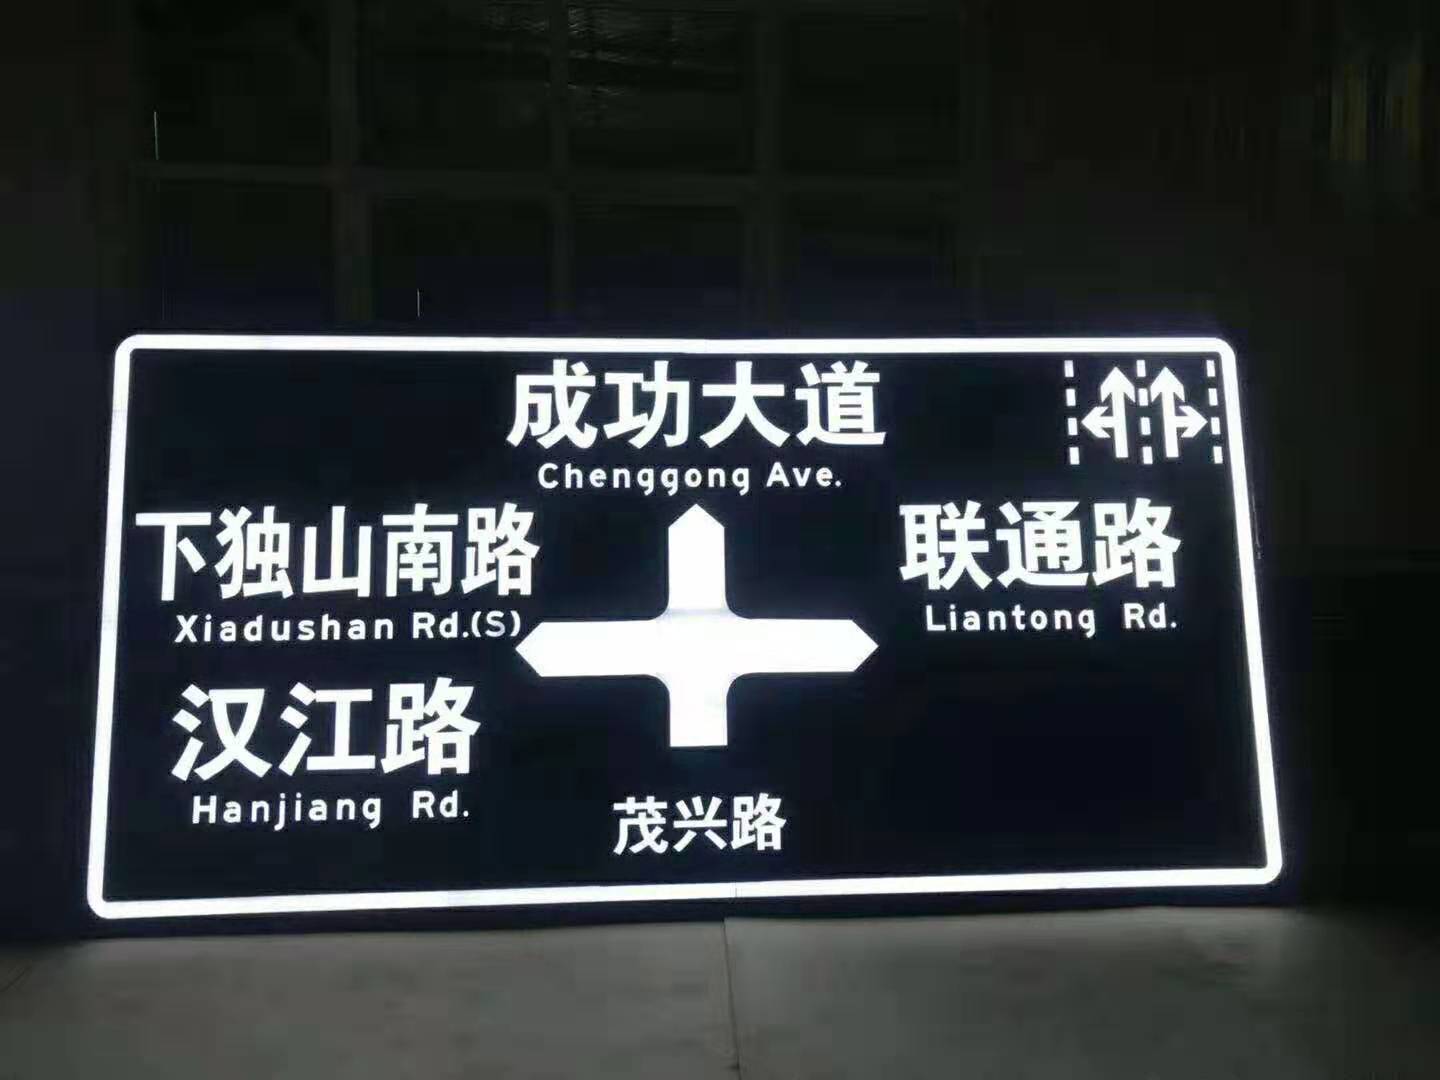 成功大道
Chenggong Ave.
下独山南路
Xiadushan Rd.(S)
联通路
Liantong Rd.
汉江路
Hanjiang Rd.
茂兴路